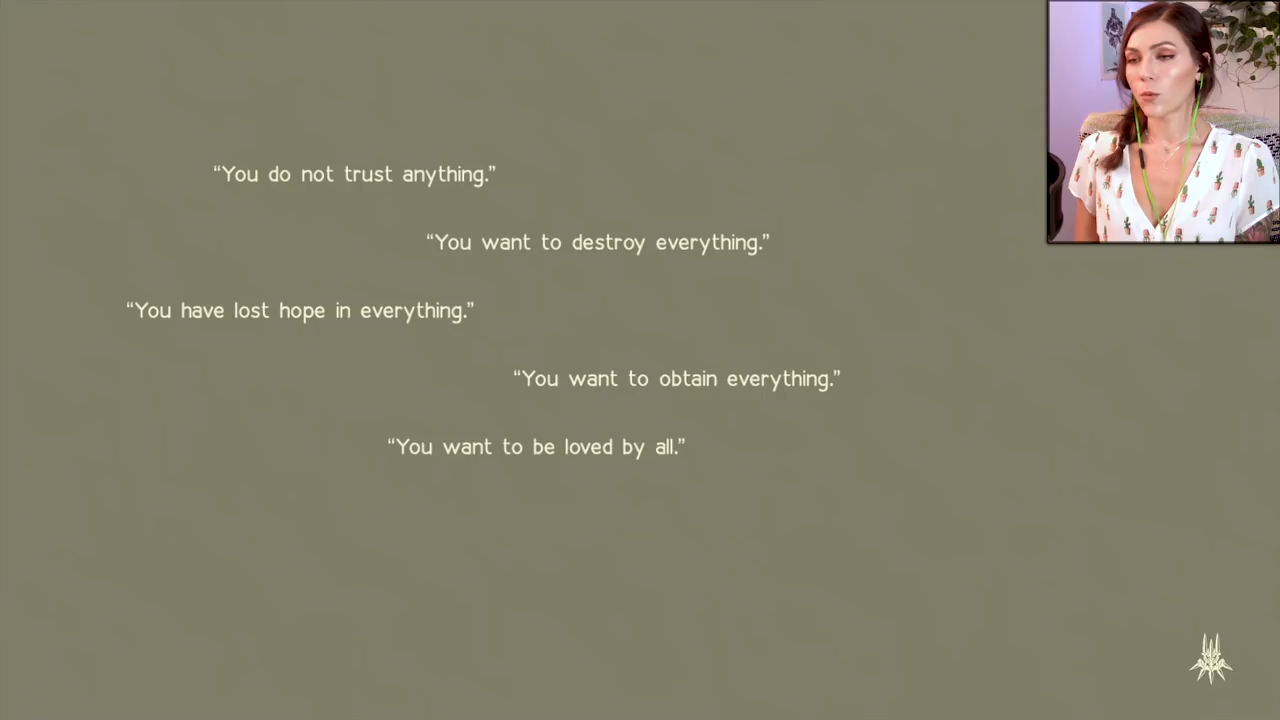 “You do not trust anything.”
“You want to destroy everything.”
“You have lost hope in everything.”
“You want to obtain everything.”
“You want to be loved by all.”